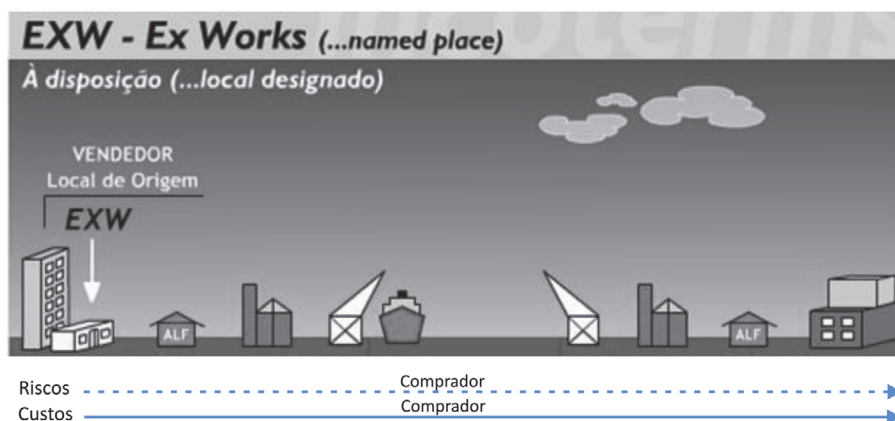 incoterms
EXW - Ex Works (...named place)
À disposição (...local designado)
VENDEDOR
Local de Origem
EXW
ALF
ALF
Riscos Comprador
Custos Comprador